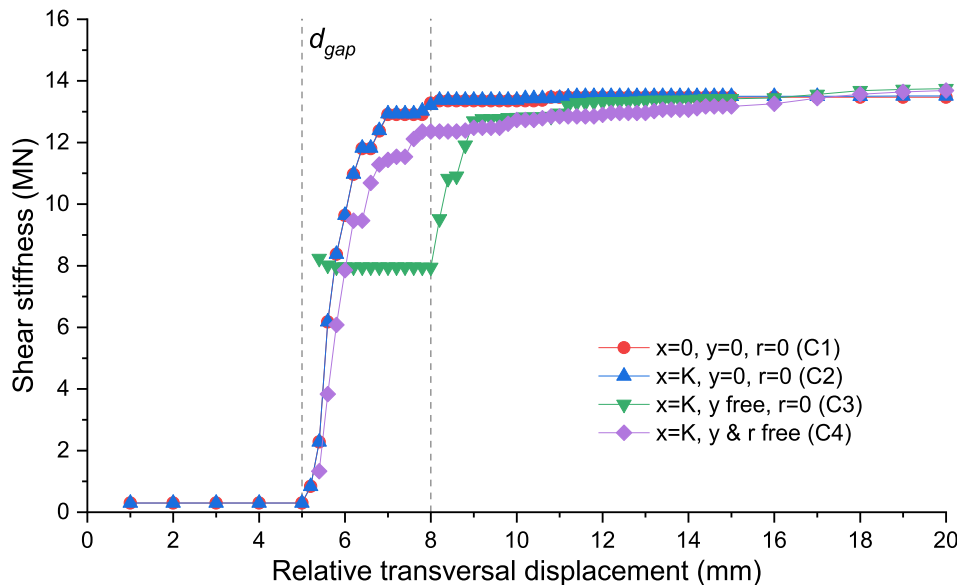 16
14
12
10
8
6
4
2
0
Shear stiffness (MN)
d_gap
x=0, y=0, r=0 (C1)
x=K, y=0, r=0 (C2)
x=K, y free, r=0 (C3)
x=K, y & r free (C4)
0 2 4 6 8 10 12 14 16 18 20
Relative transversal displacement (mm)